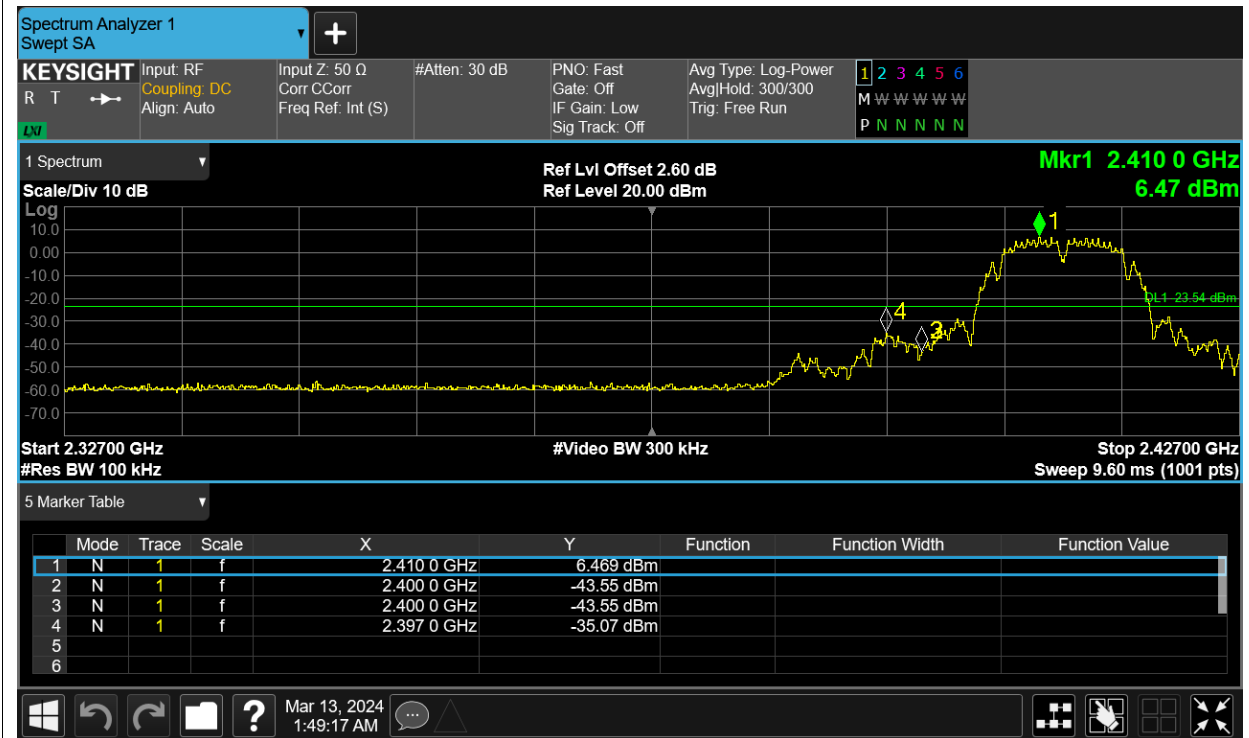 Spectrum Analyzer 1
Swept SA
+
KEYSIGHT
R T
LXI
Input: RF
Coupling: DC
Align: Auto
Input Z: 50 Ω
Corr CCorr
Freq Ref: Int (S)
#Atten: 30 dB
PNO: Fast
Gate: Off
IF Gain: Low
Sig Track: Off
Avg Type: Log-Power
Avg|Hold: 300/300
Trig: Free Run
1 2 3 4 5 6
M W W W W W
P N N N N N
1 Spectrum
Scale/Div 10 dB
Ref Lvl Offset 2.60 dB
Ref Level 20.00 dBm
Mkr1 2.410 0 GHz
6.47 dBm
Log
10.0
0.00
-10.0
-20.0
-30.0
-40.0
-50.0
-60.0
-70.0
1
DL1 -23.54 dBm
4
Start 2.32700 GHz
#Video BW 300 kHz
Stop 2.42700 GHz
#Res BW 100 kHz
Sweep 9.60 ms (1001 pts)
5 Marker Table
Mode Trace Scale X Y Function Function Width Function Value
1 N 1 f 2.410 0 GHz 6.469 dBm
2 N 1 f 2.400 0 GHz -43.55 dBm
3 N 1 f 2.400 0 GHz -43.55 dBm
4 N 1 f 2.397 0 GHz -35.07 dBm
5
6
?
Mar 13, 2024
1:49:17 AM